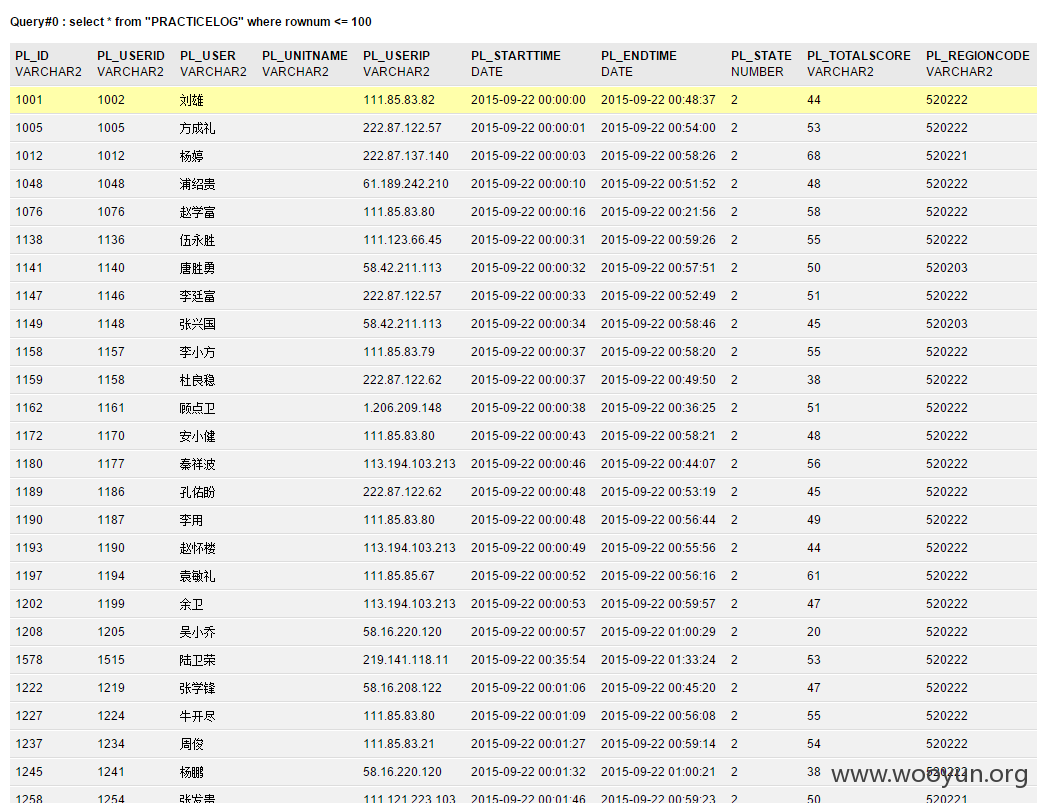 Query#0 : select * from "PRACTICELOG" where rownum <= 100
PL_ID PL_USERID PL_USER PL_UNITNAME PL_USERIP PL_STARTTIME PL_ENDTIME PL_STATE PL_TOTALSCORE PL_REGIONCODE
VARCHAR2 VARCHAR2 VARCHAR2 VARCHAR2 VARCHAR2 DATE DATE NUMBER VARCHAR2 VARCHAR2
1001 1002 刘雄 111.85.83.82 2015-09-22 00:00:00 2015-09-22 00:48:37 2 44 520222
1005 1005 方成礼 222.87.122.57 2015-09-22 00:00:01 2015-09-22 00:54:00 2 53 520222
1012 1012 杨婷 222.87.137.140 2015-09-22 00:00:03 2015-09-22 00:58:26 2 68 520221
1048 1048 浦绍贵 61.189.242.210 2015-09-22 00:00:10 2015-09-22 00:51:52 2 48 520222
1076 1076 赵学富 111.85.83.80 2015-09-22 00:00:16 2015-09-22 00:21:56 2 58 520222
1138 1136 伍永胜 111.123.66.45 2015-09-22 00:00:31 2015-09-22 00:59:26 2 55 520222
1141 1140 唐胜勇 58.42.211.113 2015-09-22 00:00:32 2015-09-22 00:57:51 2 50 520203
1147 1146 李廷富 222.87.122.57 2015-09-22 00:00:33 2015-09-22 00:52:49 2 51 520222
1149 1148 张兴国 58.42.211.113 2015-09-22 00:00:34 2015-09-22 00:58:46 2 45 520203
1158 1157 李小方 111.85.83.79 2015-09-22 00:00:37 2015-09-22 00:58:20 2 55 520222
1159 1158 杜良稳 222.87.122.62 2015-09-22 00:00:37 2015-09-22 00:49:50 2 38 520222
1162 1161 顾点卫 1.206.209.148 2015-09-22 00:00:38 2015-09-22 00:36:25 2 51 520222
1172 1170 安小健 111.85.83.80 2015-09-22 00:00:43 2015-09-22 00:58:21 2 48 520222
1180 1177 秦祥波 113.194.103.213 2015-09-22 00:00:46 2015-09-22 00:44:07 2 56 520222
1189 1186 孔佑盼 222.87.122.62 2015-09-22 00:00:48 2015-09-22 00:53:19 2 45 520222
1190 1187 李用 111.85.83.80 2015-09-22 00:00:48 2015-09-22 00:56:44 2 49 520222
1193 1190 赵怀楼 113.194.103.213 2015-09-22 00:00:49 2015-09-22 00:55:56 2 44 520222
1197 1194 袁敏礼 111.85.85.67 2015-09-22 00:00:52 2015-09-22 00:56:16 2 61 520222
1202 1199 余卫 113.194.103.213 2015-09-22 00:00:53 2015-09-22 00:59:57 2 47 520222
1208 1205 吴小乔 58.16.220.120 2015-09-22 00:00:57 2015-09-22 01:00:29 2 20 520222
1578 1515 陆卫荣 219.141.118.11 2015-09-22 00:35:54 2015-09-22 01:33:24 2 53 520222
1222 1219 张学锋 58.16.208.122 2015-09-22 00:01:06 2015-09-22 00:45:20 2 47 520222
1227 1224 牛开尽 111.85.83.80 2015-09-22 00:01:09 2015-09-22 00:56:08 2 55 520222
1237 1234 周俊 111.85.83.21 2015-09-22 00:01:27 2015-09-22 00:59:14 2 54 520222
1245 1241 杨鹏 58.16.220.120 2015-09-22 00:01:32 2015-09-22 01:00:21 2 38 520222
www.wooyun.org
1258 1254 张发贵 111.121.223.103 2015-09-22 00:01:46 2015-09-22 00:59:23 2 50 520221